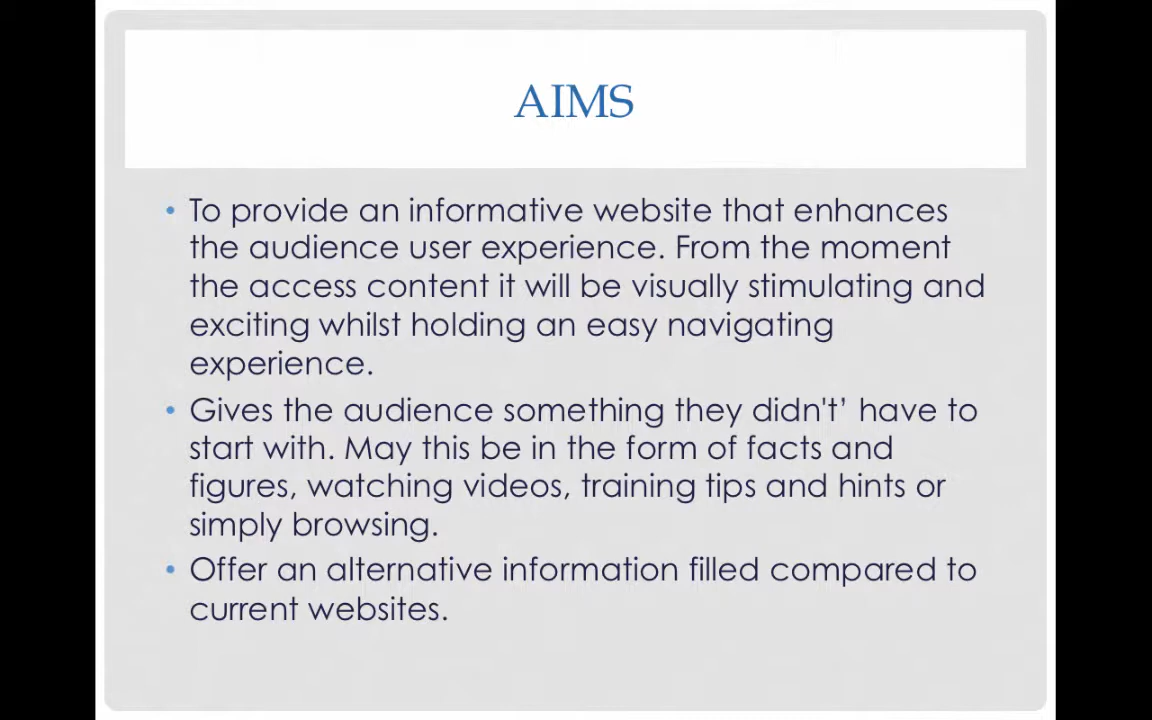 AIMS
• To provide an informative website that enhances
the audience user experience. From the moment
the access content it will be visually stimulating and
exciting whilst holding an easy navigating
experience.
• Gives the audience something they didn't’ have to
start with. May this be in the form of facts and
figures, watching videos, training tips and hints or
simply browsing.
• Offer an alternative information filled compared to
current websites.